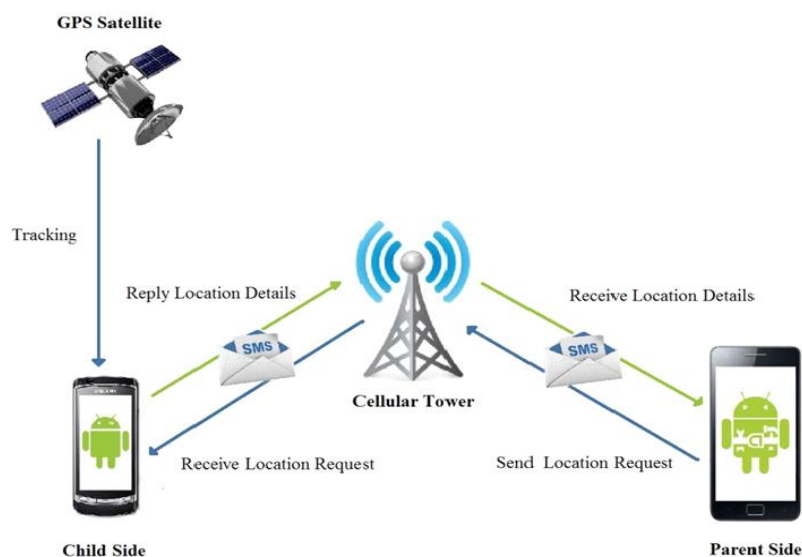 GPS Satellite
Tracking
Reply Location Details
Receive Location Details
SMS
SMS
Cellular Tower
Receive Location Request
Send Location Request
Child Side
Parent Side